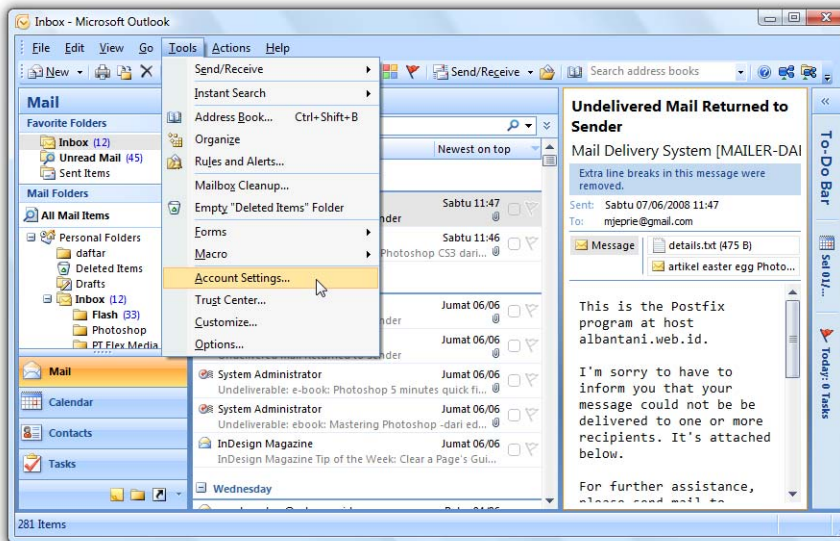 Inbox - Microsoft Outlook
File Edit View Go Tools Actions Help
New Send/Receive Search address books
Send/Receive
Instant Search
Address Book... Ctrl+Shift+B
Organize
Rules and Alerts...
Mailbox Cleanup...
Empty "Deleted Items" Folder
Forms
Macro
Account Settings...
Trust Center...
Customize...
Options...
Mail
Favorite Folders
Inbox (12)
Unread Mail (45)
Sent Items
Mail Folders
All Mail Items
Personal Folders
daftar
Deleted Items
Drafts
Inbox (12)
Flash (33)
Photoshop
PT Flex Media
Mail
Calendar
Contacts
Tasks
281 Items
Newest on top
Sabtu 11:47
nder
Sabtu 11:46
Photoshop CS3 dari...
Jumat 06/06
nder
Jumat 06/06
Undelivered Mail Returned to Sender
System Administrator Jumat 06/06
Undeliverable: e-book: Photoshop 5 minutes quick fi...
System Administrator Jumat 06/06
Undeliverable: ebook: Mastering Photoshop -dari ed...
InDesign Magazine Jumat 06/06
InDesign Magazine Tip of the Week: Clear a Page's Gui...
Wednesday
Undelivered Mail Returned to
Sender
Mail Delivery System [MAILER-DAE
Extra line breaks in this message were
removed.
Sent: Sabtu 07/06/2008 11:47
To: mjeprie@gmail.com
Message details.txt (475 B)
artikel easter egg Photo...
This is the Postfix
program at host
albantani.web.id.
I'm sorry to have to
inform you that your
message could not be be
delivered to one or more
recipients. It's attached
below.
For further assistance,
please send mail to
To-Do Bar
Sel 01/...
Today: 0 Tasks